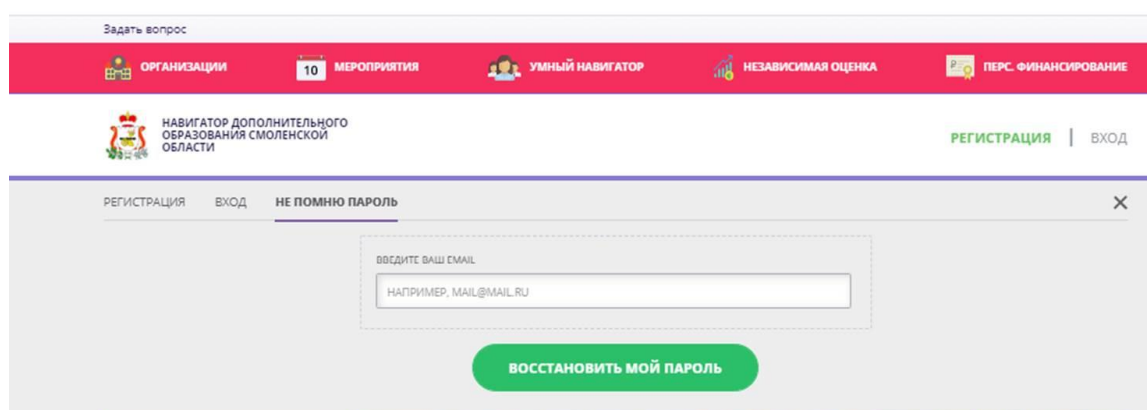 Задать вопрос
ОРГАНИЗАЦИИ
10 МЕРОПРИЯТИЯ
УМНЫЙ НАВИГАТОР
НЕЗАВИСИМАЯ ОЦЕНКА
ПЕРС. ФИНАНСИРОВАНИЕ
НАВИГАТОР ДОПОЛНИТЕЛЬНОГО
ОБРАЗОВАНИЯ СМОЛЕНСКОЙ
ОБЛАСТИ
РЕГИСТРАЦИЯ | ВХОД
РЕГИСТРАЦИЯ ВХОД НЕ ПОМНЮ ПАРОЛЬ
ВВЕДИТЕ ВАШ EMAIL
НАПРИМЕР, MAIL@MAIL.RU
ВОССТАНОВИТЬ МОЙ ПАРОЛЬ